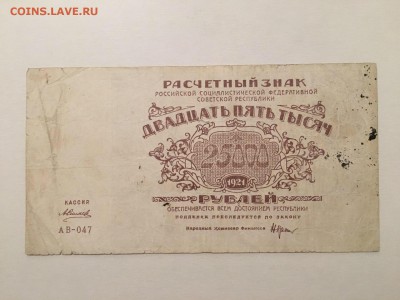 COINS.LAVE.RU
РАСЧЕТНЫЙ ЗНАК
РОССИЙСКОЙ СОЦИАЛИСТИЧЕСКОЙ ФЕДЕРАТИВНОЙ
СОВЕТСКОЙ РЕСПУБЛИКИ
ДВАДЦАТЬ ПЯТЬ ТЫСЯЧ
25000
1921
РУБЛЕЙ
ОБЕСПЕЧИВАЕТСЯ ВСЕМ ДОСТОЯНИЕМ РЕСПУБЛИКИ
ПОДДЕЛКА ПРЕСЛЕДУЕТСЯ ПО ЗАКОНУ
КАССИР
АВ-047
Народный Комиссар Финансов